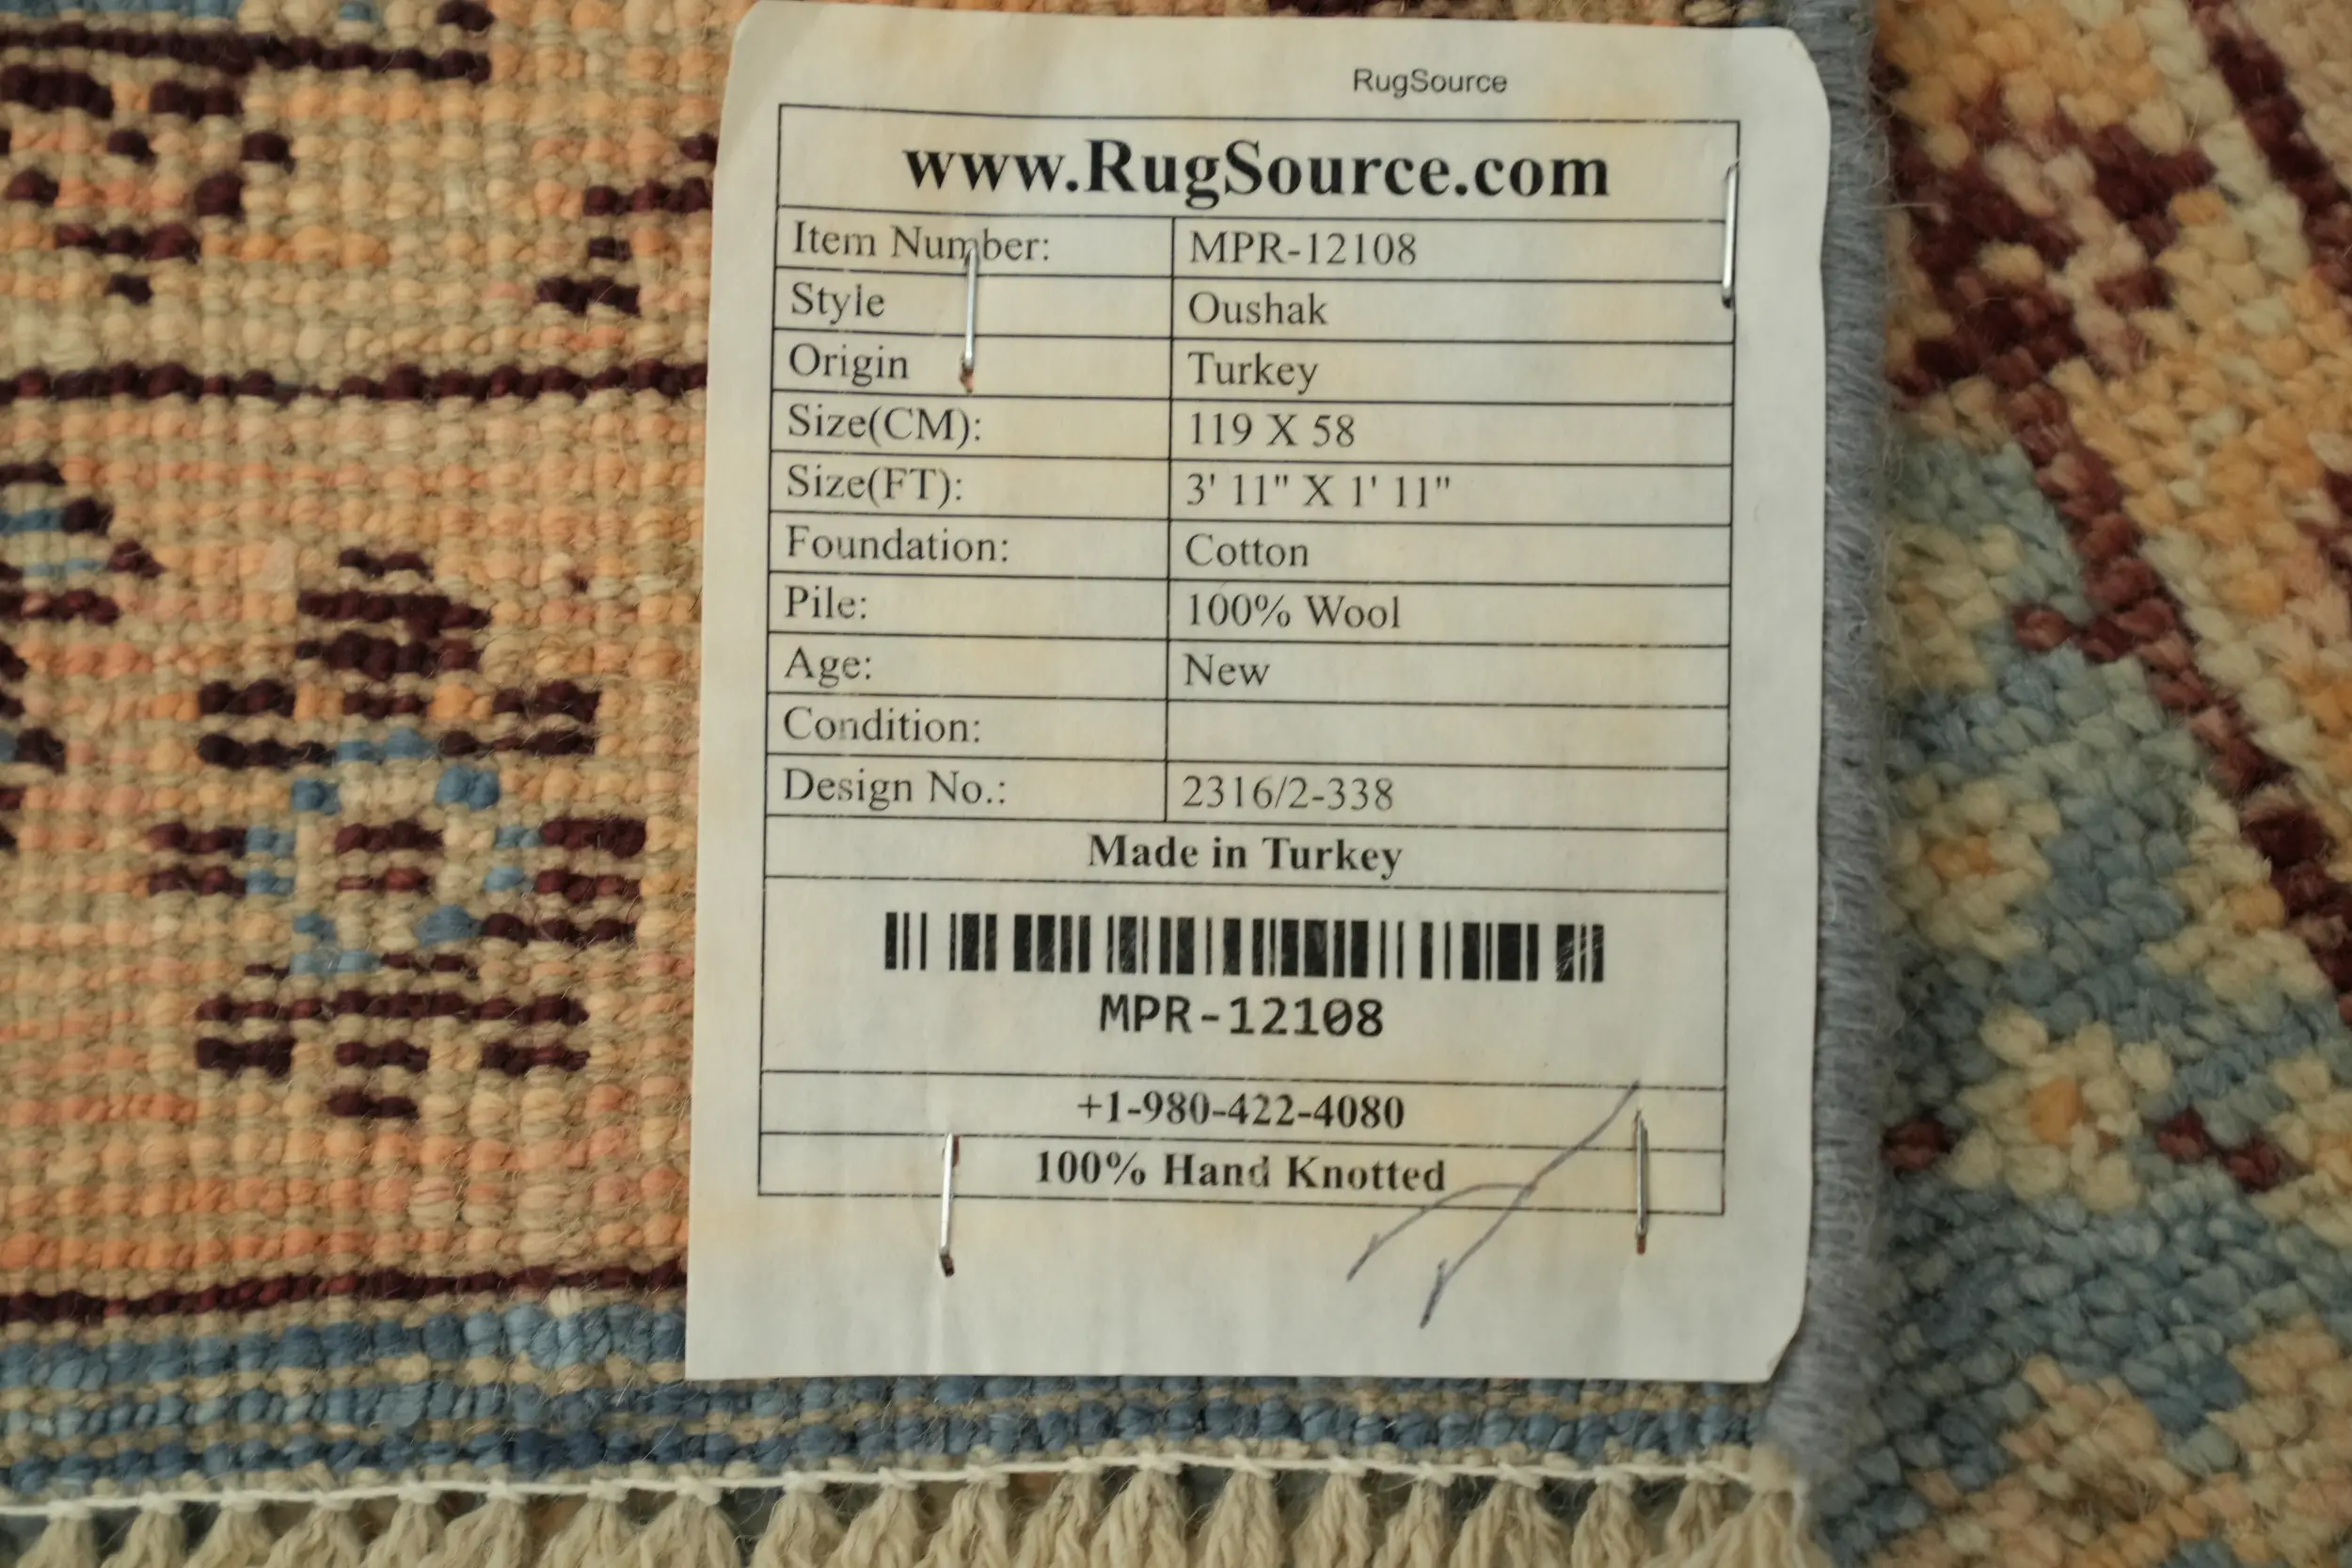 RugSource
www.RugSource.com
Item Number: MPR-12108
Style Oushak
Origin Turkey
Size(CM): 119 X 58
Size(FT): 3' 11" X 1' 11"
Foundation: Cotton
Pile: 100% Wool
Age: New
Condition:
Design No.: 2316/2-338
Made in Turkey
MPR-12108
+1-980-422-4080
100% Hand Knotted